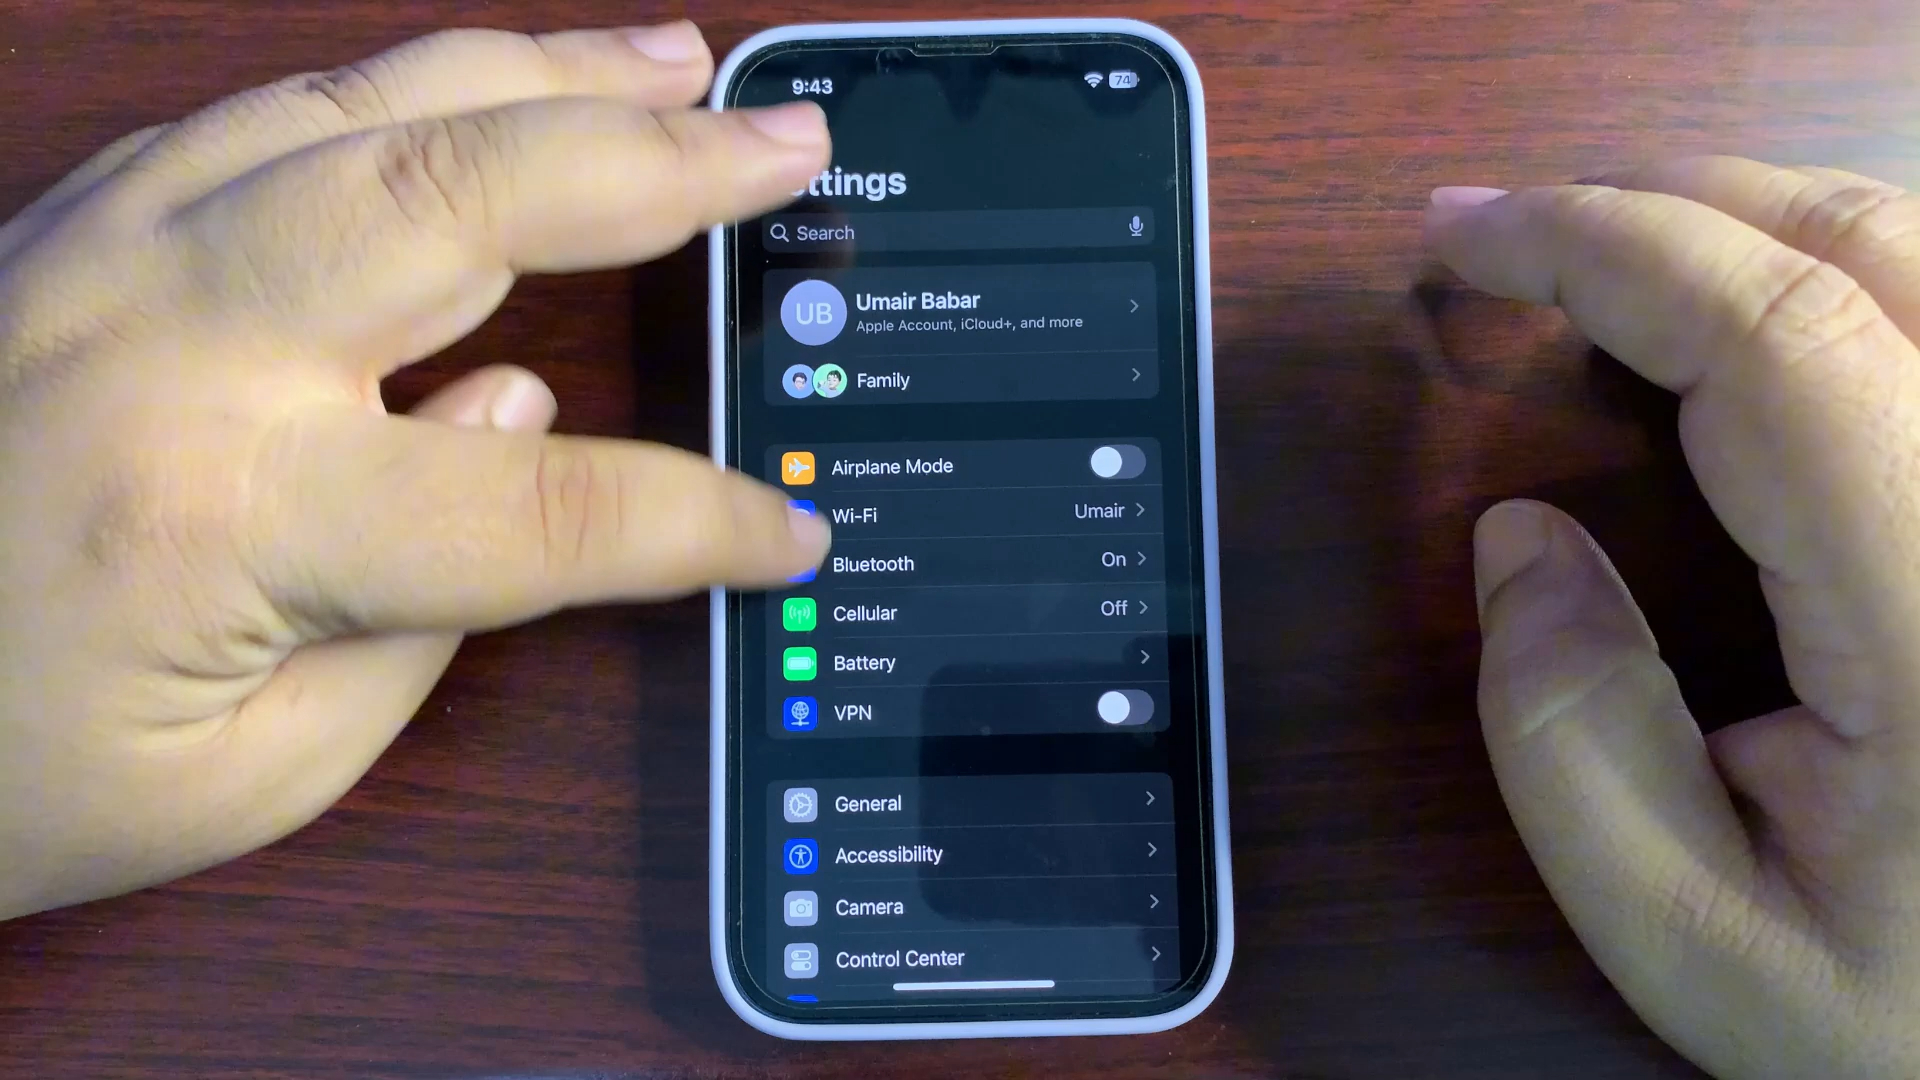 9:43
74
ttings
Search
UB
Umair Babar
Apple Account, iCloud+, and more
Family
Airplane Mode
Wi-Fi
Umair
Bluetooth
On
Cellular
Off
Battery
VPN
General
Accessibility
Camera
Control Center